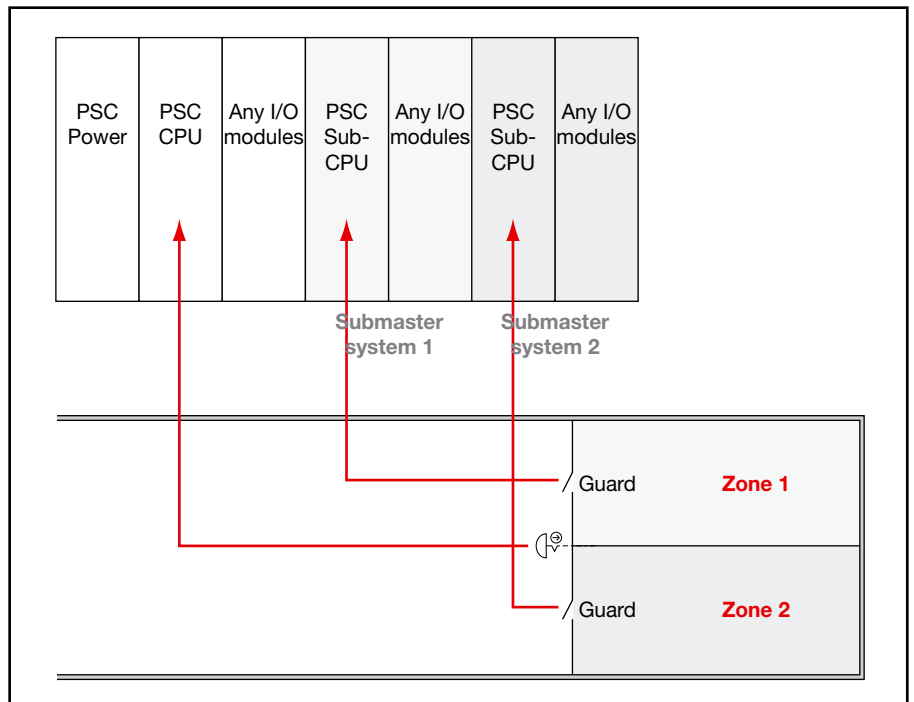 PSC
Power
PSC
CPU
Any I/O
modules
PSC
Sub-
CPU
Any I/O
modules
PSC
Sub-
CPU
Any I/O
modules
Submaster
system 1
Submaster
system 2
Guard
Zone 1
Guard
Zone 2